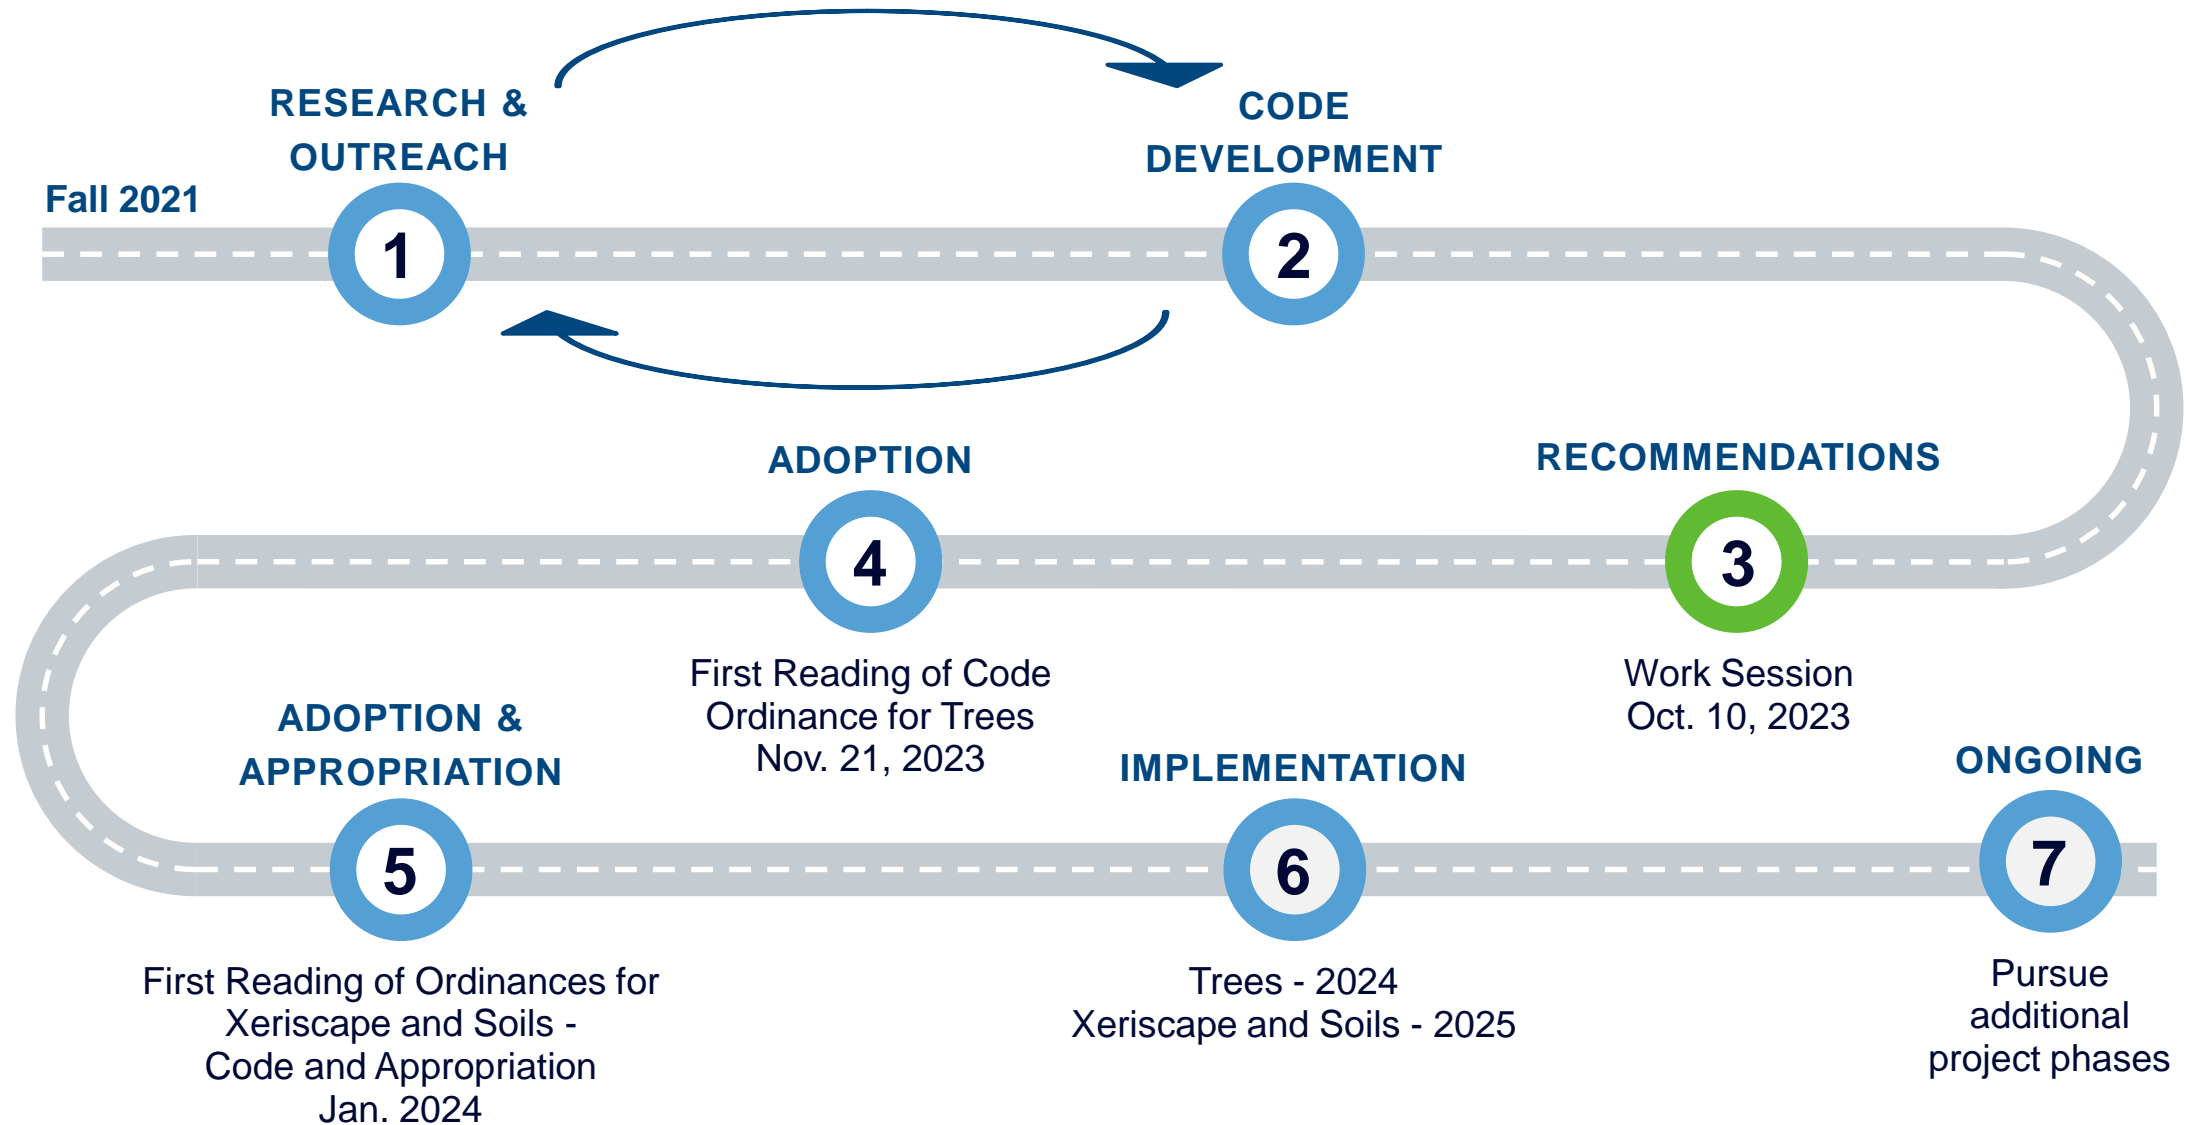 Fall 2021
RESEARCH &
OUTREACH
1
CODE
DEVELOPMENT
2
RECOMMENDATIONS
3
Work Session
Oct. 10, 2023
ADOPTION
4
First Reading of Code
Ordinance for Trees
Nov. 21, 2023
ADOPTION &
APPROPRIATION
5
First Reading of Ordinances for
Xeriscape and Soils -
Code and Appropriation
Jan. 2024
IMPLEMENTATION
6
Trees - 2024
Xeriscape and Soils - 2025
ONGOING
7
Pursue
additional
project phases